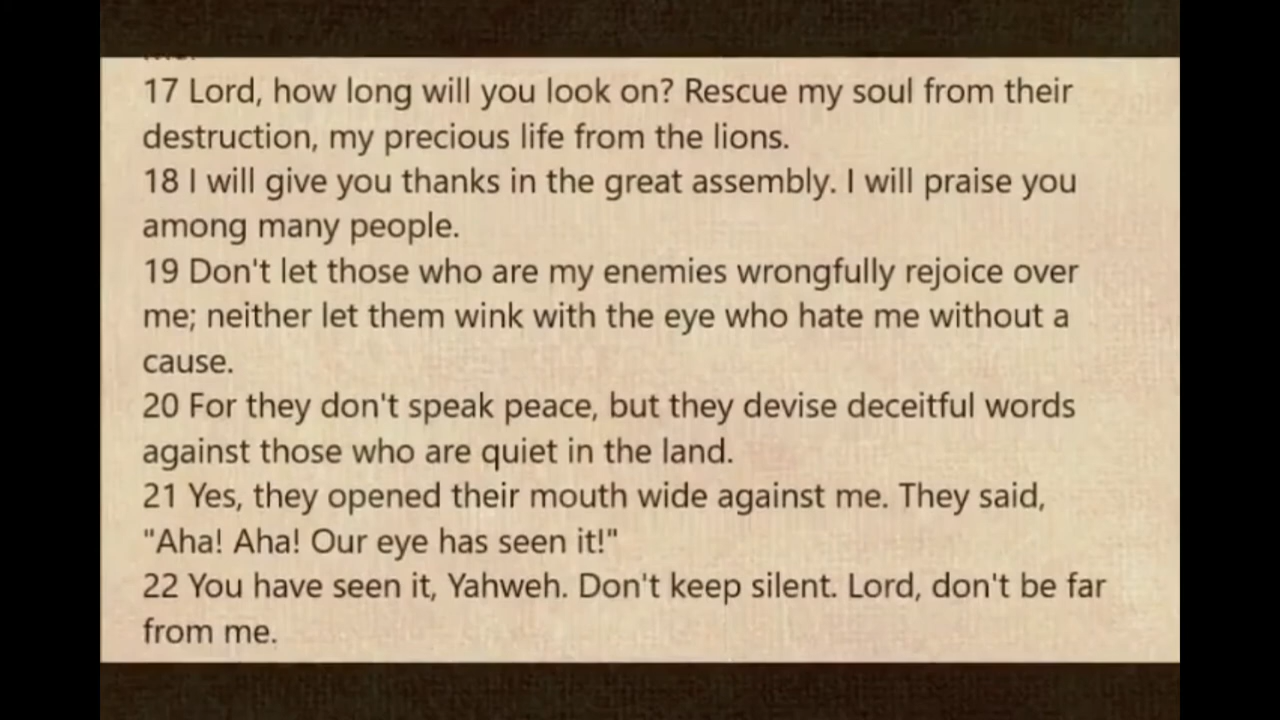 17 Lord, how long will you look on? Rescue my soul from their
destruction, my precious life from the lions.
18 I will give you thanks in the great assembly. I will praise you
among many people.
19 Don't let those who are my enemies wrongfully rejoice over
me; neither let them wink with the eye who hate me without a
cause.
20 For they don't speak peace, but they devise deceitful words
against those who are quiet in the land.
21 Yes, they opened their mouth wide against me. They said,
"Aha! Aha! Our eye has seen it!"
22 You have seen it, Yahweh. Don't keep silent. Lord, don't be far
from me.